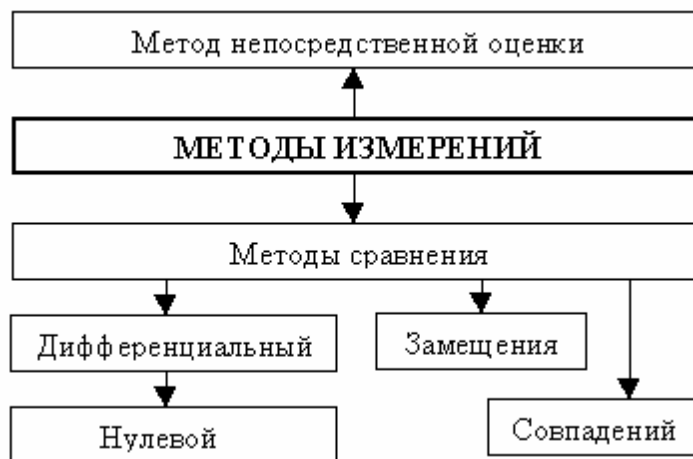 Метод непосредственной оценки
МЕТОДЫ ИЗМЕРЕНИЙ
Методы сравнения
Дифференциальный
Замещения
Нулевой
Совпадений